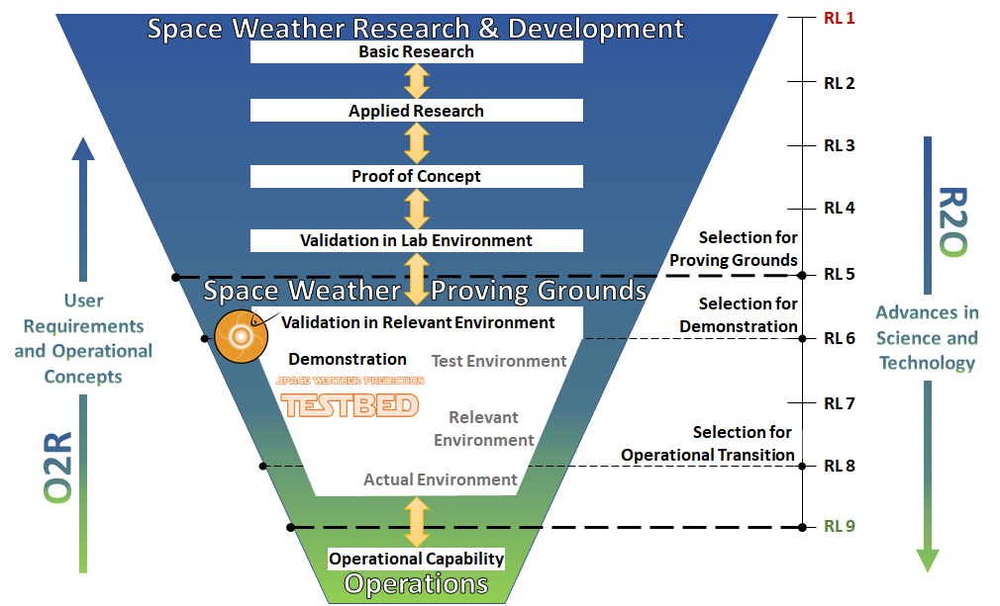 Space Weather Research & Development
Basic Research
Applied Research
Proof of Concept
Validation in Lab Environment
Space Weather Proving Grounds
Validation in Relevant Environment
Demonstration
Test Environment
SPACE WEATHER PREDICTION
TESTBED
Relevant
Environment
Actual Environment
Operational Capability
Operations
User
Requirements
and Operational
Concepts
O2R
Selection for
Proving Grounds
Selection for
Demonstration
Selection for
Operational Transition
RL 1
RL 2
RL 3
RL 4
RL 5
RL 6
RL 7
RL 8
RL 9
R2O
Advances in
Science and
Technology